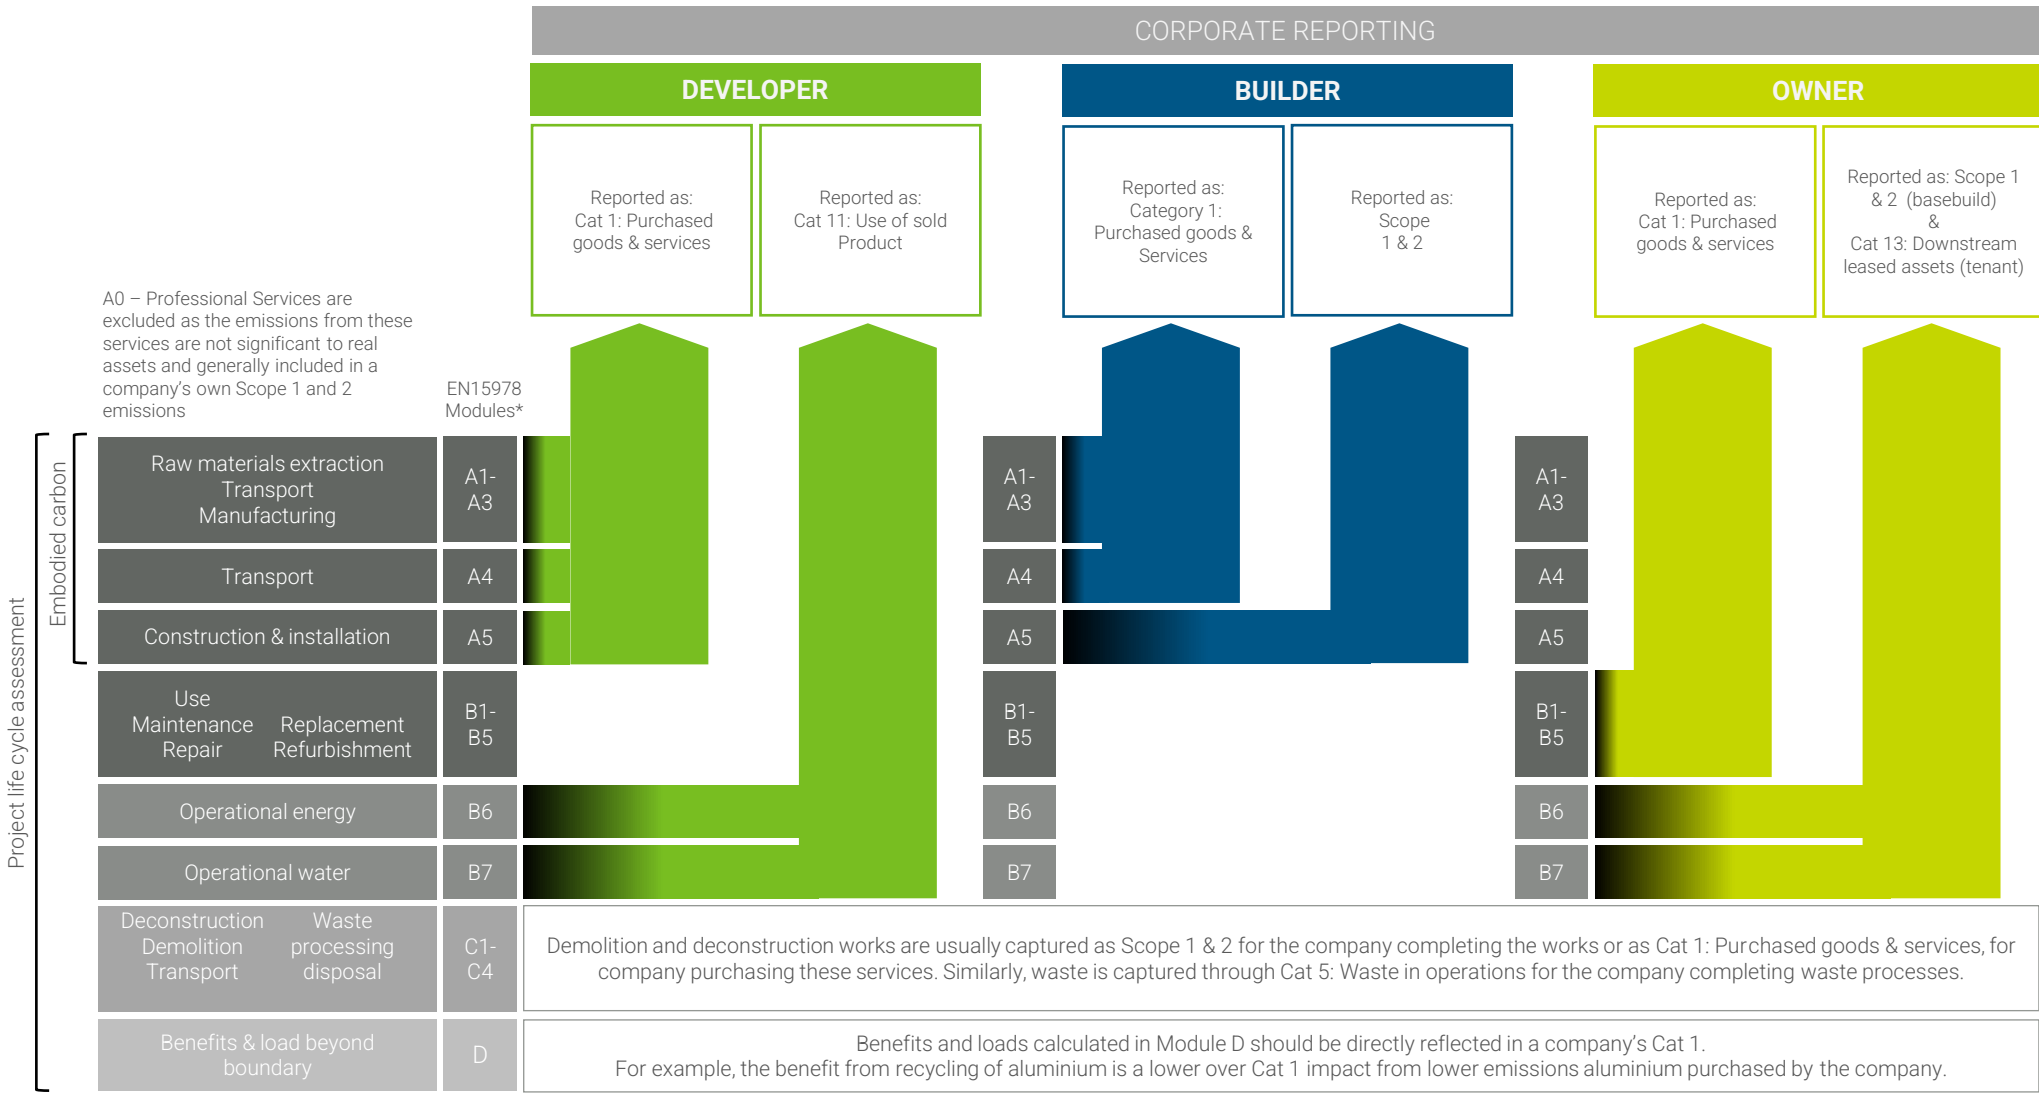 CORPORATE REPORTING
DEVELOPER
BUILDER
OWNER
Reported as:
Cat 1: Purchased
goods & services
Reported as:
Cat 11: Use of sold
Product
Reported as:
Category 1:
Purchased goods &
Services
Reported as:
Scope
1 & 2
Reported as:
Cat 1: Purchased
goods & services
Reported as: Scope 1
& 2 (basebuild)
&
Cat 13: Downstream
leased assets (tenant)
A0 – Professional Services are
excluded as the emissions from these
services are not significant to real
assets and generally included in a
company's own Scope 1 and 2
emissions
EN15978
Modules*
Project life cycle assessment
Embodied carbon
Raw materials extraction
Transport
Manufacturing
A1-
A3
A1-
A3
A1-
A3
Transport
A4
A4
A4
Construction & installation
A5
A5
A5
Use
Maintenance
Repair
Replacement
Refurbishment
B1-
B5
B1-
B5
B1-
B5
Operational energy
B6
B6
B6
Operational water
B7
B7
B7
Deconstruction
Demolition
Transport
Waste
processing
disposal
C1-
C4
Demolition and deconstruction works are usually captured as Scope 1 & 2 for the company completing the works or as Cat 1: Purchased goods & services, for
company purchasing these services. Similarly, waste is captured through Cat 5: Waste in operations for the company completing waste processes.
Benefits & load beyond
boundary
D
Benefits and loads calculated in Module D should be directly reflected in a company's Cat 1.
For example, the benefit from recycling of aluminium is a lower over Cat 1 impact from lower emissions aluminium purchased by the company.